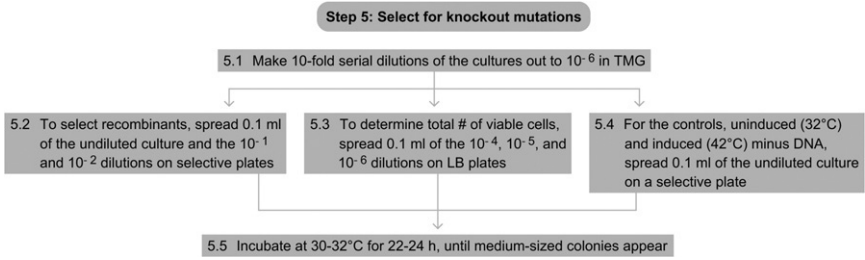 Step 5: Select for knockout mutations
5.1 Make 10-fold serial dilutions of the cultures out to 10⁻⁶ in TMG
5.2 To select recombinants, spread 0.1 ml
of the undiluted culture and the 10⁻¹
and 10⁻² dilutions on selective plates
5.3 To determine total # of viable cells,
spread 0.1 ml of the 10⁻⁴, 10⁻⁵, and
10⁻⁶ dilutions on LB plates
5.4 For the controls, uninduced (32°C)
and induced (42°C) minus DNA,
spread 0.1 ml of the undiluted culture
on a selective plate
5.5 Incubate at 30-32°C for 22-24 h, until medium-sized colonies appear